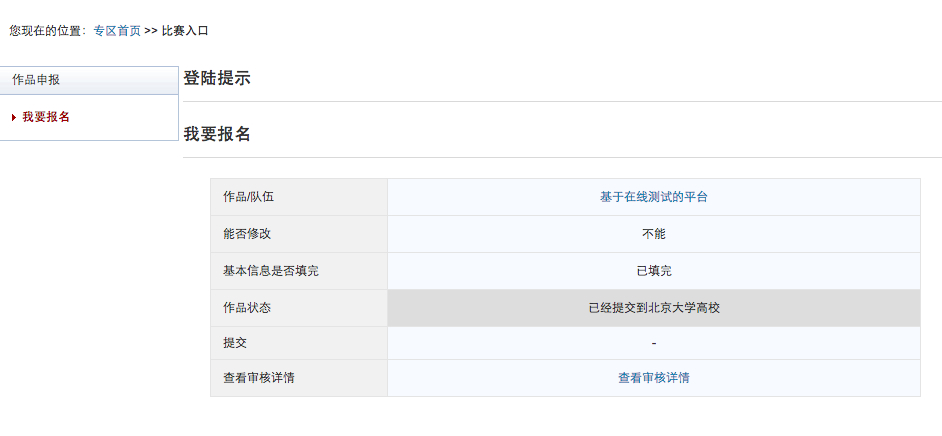 您现在的位置：专区首页 >> 比赛入口
作品申报
我要报名
登陆提示
我要报名
作品/队伍 基于在线测试的平台
能否修改 不能
基本信息是否填完 已填完
作品状态 已经提交到北京大学高校
提交 -
查看审核详情 查看审核详情